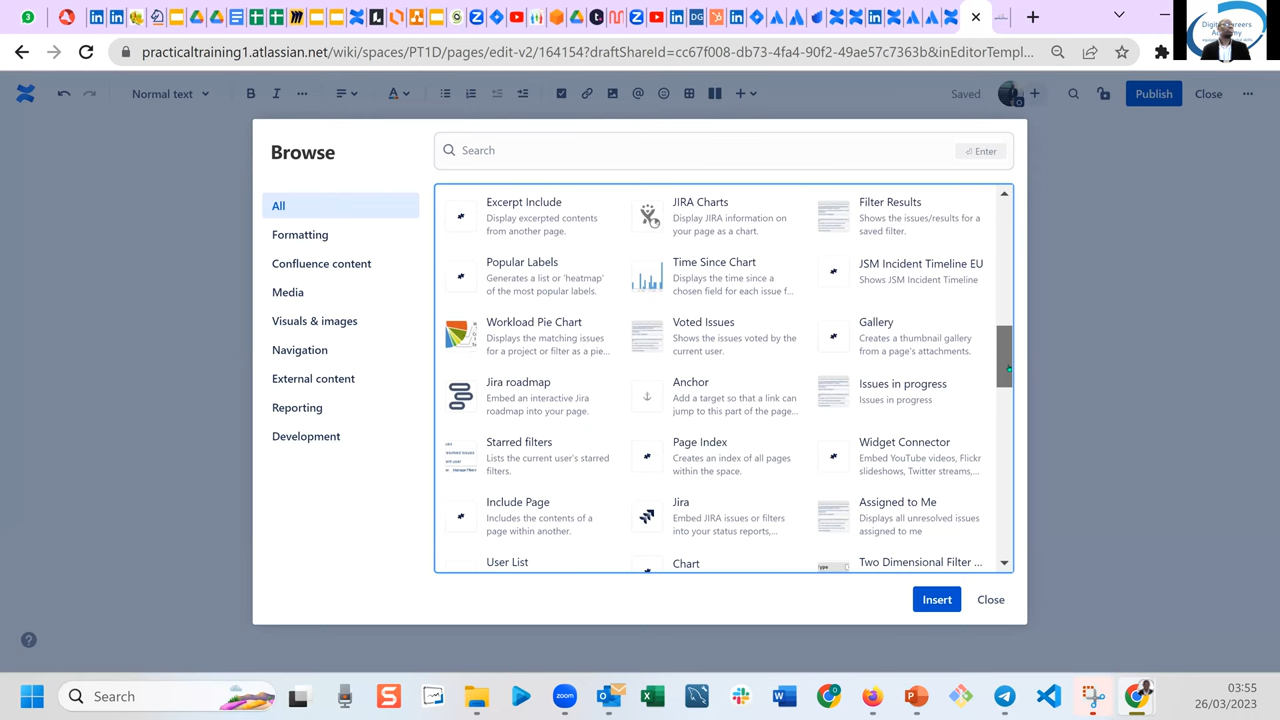 practicaltraining1.atlassian.net/wiki/spaces/PT1D/pages/edit-v2/7144154?draftShareId=cc67f008-db73-4fa4-90f2-49ae57c7363b&inEditorTempl...
Normal text
Saved
Publish
Close
Browse
Search
Enter
All
Formatting
Confluence content
Media
Visuals & images
Navigation
External content
Reporting
Development
Excerpt Include
Display excerpted contents
from another page.
JIRA Charts
Display JIRA information on
your page as a chart.
Filter Results
Shows the issues/results for a
saved filter.
Popular Labels
Generates a list or 'heatmap'
of the most popular labels.
Time Since Chart
Displays the time since a
chosen field for each issue f...
JSM Incident Timeline EU
Shows JSM Incident Timeline
Workload Pie Chart
Displays the matching issues
for a project or filter as a pie...
Voted Issues
Shows the issues voted by the
current user.
Gallery
Creates a thumbnail gallery
from a page's attachments.
Jira roadmap
Embed an interactive Jira
roadmap into your page.
Anchor
Add a target so that a link can
jump to this part of the page...
Issues in progress
Issues in progress
Starred filters
Lists the current user's starred
filters.
Page Index
Creates an index of all pages
within the space.
Widget Connector
Embed YouTube videos, Flickr
slideshows, Twitter streams,...
Include Page
Includes the contents of a
page within another.
Jira
Embed JIRA issues or filters
into your status reports,...
Assigned to Me
Displays all unresolved issues
assigned to me
User List
Chart
Two Dimensional Filter ...
Insert
Close
Search
03:55
26/03/2023